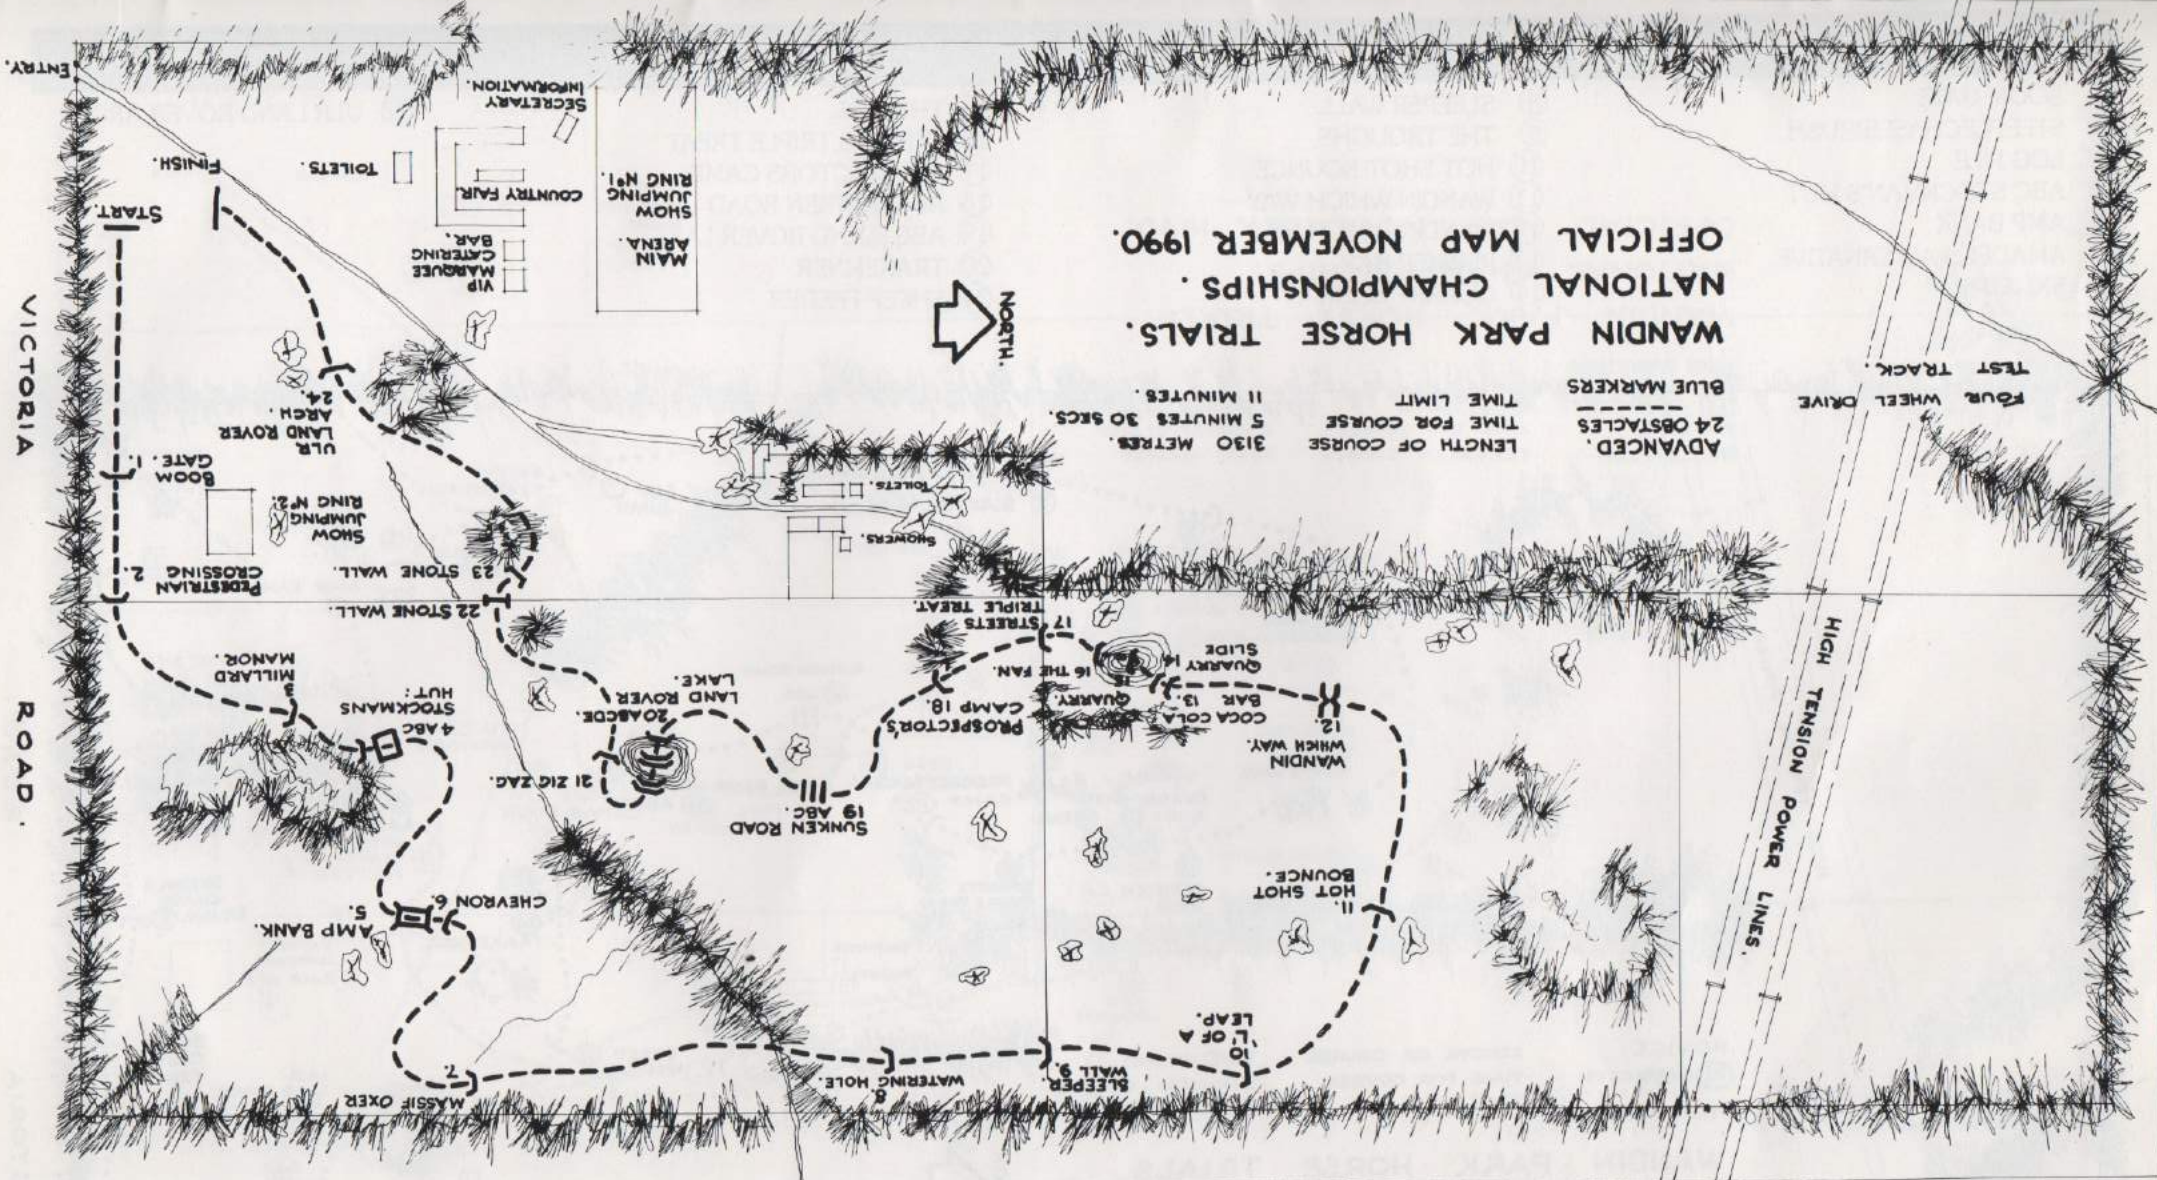 WANDIN PARK HORSE TRIALS.
NATIONAL CHAMPIONSHIPS.
OFFICIAL MAP NOVEMBER 1990.
ADVANCED.
24 OBSTACLES
BLUE MARKERS
LENGTH OF COURSE 3130 METRES.
TIME FOR COURSE 5 MINUTES 30 SECS.
TIME LIMIT 11 MINUTES.
NORTH.
FOUR WHEEL DRIVE
TEST TRACK.
HIGH TENSION POWER LINES.
VICTORIA ROAD.
ENTRY.
START.
FINISH.
TOILETS.
SECRETARY
INFORMATION.
COUNTRY FAIR.
VIP
MARQUEE
CATERING
BAR.
MAIN
ARENA.
SHOW
JUMPING
RING Nº1.
SHOW
JUMPING
RING Nº2.
TOILETS.
SHOWERS.
BOOM
GATE. 1.
PEDESTRIAN
CROSSING 2.
3
MILLARD
MANOR.
4 ABC
STOCKMANS
HUT.
AMP BANK.
5.
CHEVRON 6.
MASSIF OXER
7.
8
WATERING HOLE.
SLEEPER
WALL 9
10
'L' OF A
LEAP.
11.
HOT SHOT
BOUNCE.
12.
WANDIN
WHICH WAY.
COCA COLA
BAR 13.
QUARRY 14
SLIDE
QUARRY.
15
16 THE FAN.
17 STREETS
TRIPLE TREAT.
PROSPECTOR'S
CAMP 18.
SUNKEN ROAD
19 ABC.
20 ABCDE.
LAND ROVER
LAKE.
21 ZIG ZAG.
22 STONE WALL.
23 STONE WALL.
ULR
LAND ROVER
ARCH.
24.